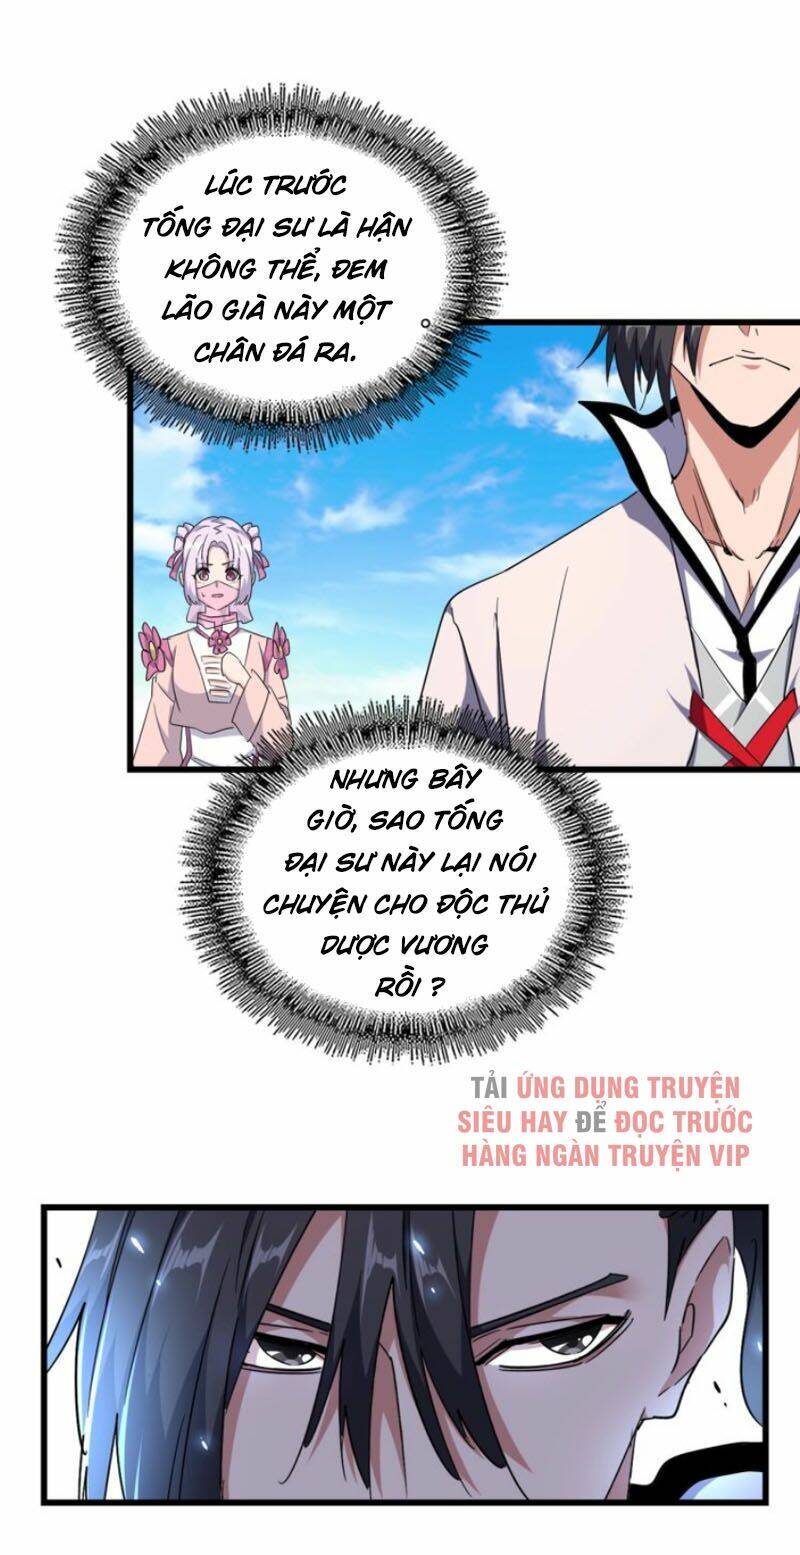 LÚC TRƯỚC
TỐNG ĐẠI SƯ LÀ HẬN
KHÔNG THỂ, ĐEM
LÃO GIÀ NÀY MỘT
CHÂN ĐÁ RA.
NHƯNG BÂY
GIỜ, SAO TỐNG
ĐẠI SƯ NÀY LẠI NÓI
CHUYỆN CHO ĐỘC THỦ
DƯỢC VƯƠNG
RỒI ?
TẢI ỨNG DỤNG TRUYỆN
SIÊU HAY ĐỂ ĐỌC TRƯỚC
HÀNG NGÀN TRUYỆN VIP